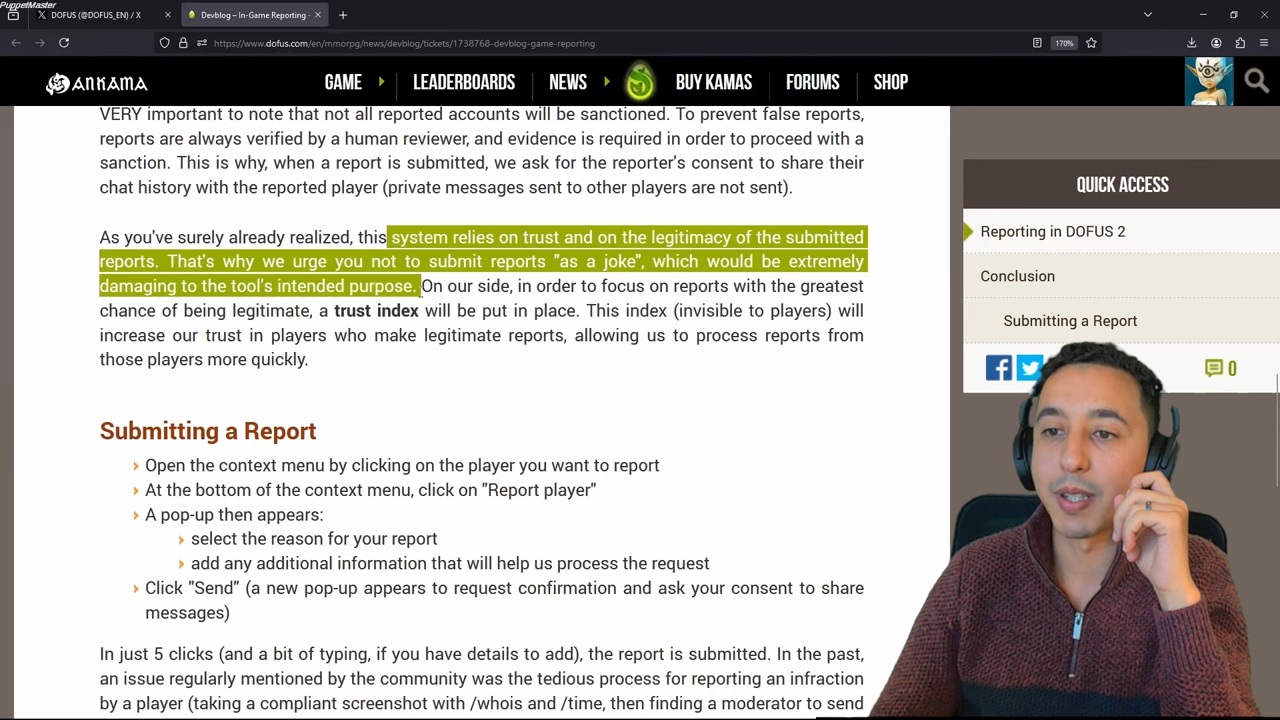 PuppetMaster
DOFUS (@DOFUS_EN) / X
Devblog – In-Game Reporting -
https://www.dofus.com/en/mmorpg/news/devblog/tickets/1738768-devblog-game-reporting
170%
ANKAMA
GAME
LEADERBOARDS
NEWS
BUY KAMAS
FORUMS
SHOP
VERY important to note that not all reported accounts will be sanctioned. To prevent false reports,
reports are always verified by a human reviewer, and evidence is required in order to proceed with a
sanction. This is why, when a report is submitted, we ask for the reporter's consent to share their
chat history with the reported player (private messages sent to other players are not sent).
As you've surely already realized, this system relies on trust and on the legitimacy of the submitted
reports. That's why we urge you not to submit reports "as a joke", which would be extremely
damaging to the tool's intended purpose. On our side, in order to focus on reports with the greatest
chance of being legitimate, a trust index will be put in place. This index (invisible to players) will
increase our trust in players who make legitimate reports, allowing us to process reports from
those players more quickly.
Submitting a Report
Open the context menu by clicking on the player you want to report
At the bottom of the context menu, click on "Report player"
A pop-up then appears:
select the reason for your report
add any additional information that will help us process the request
Click "Send" (a new pop-up appears to request confirmation and ask your consent to share
messages)
In just 5 clicks (and a bit of typing, if you have details to add), the report is submitted. In the past,
an issue regularly mentioned by the community was the tedious process for reporting an infraction
by a player (taking a compliant screenshot with /whois and /time, then finding a moderator to send
QUICK ACCESS
Reporting in DOFUS 2
Conclusion
Submitting a Report
0